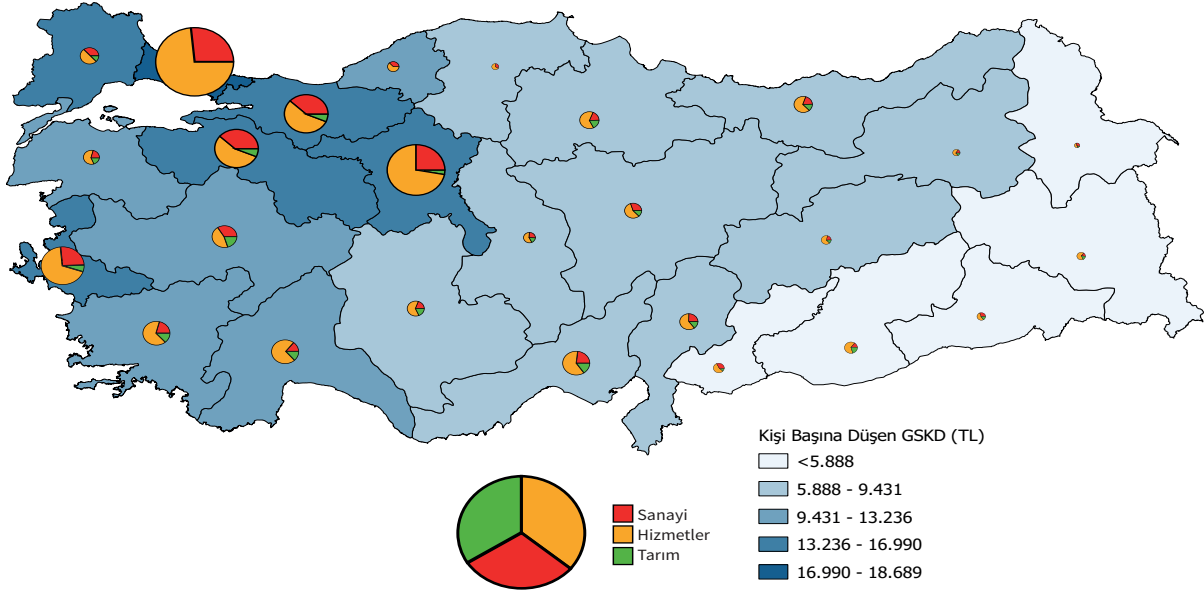 Kişi Başına Düşen GSKD (TL)
<5.888
5.888 - 9.431
9.431 - 13.236
13.236 - 16.990
16.990 - 18.689
Sanayi
Hizmetler
Tarım